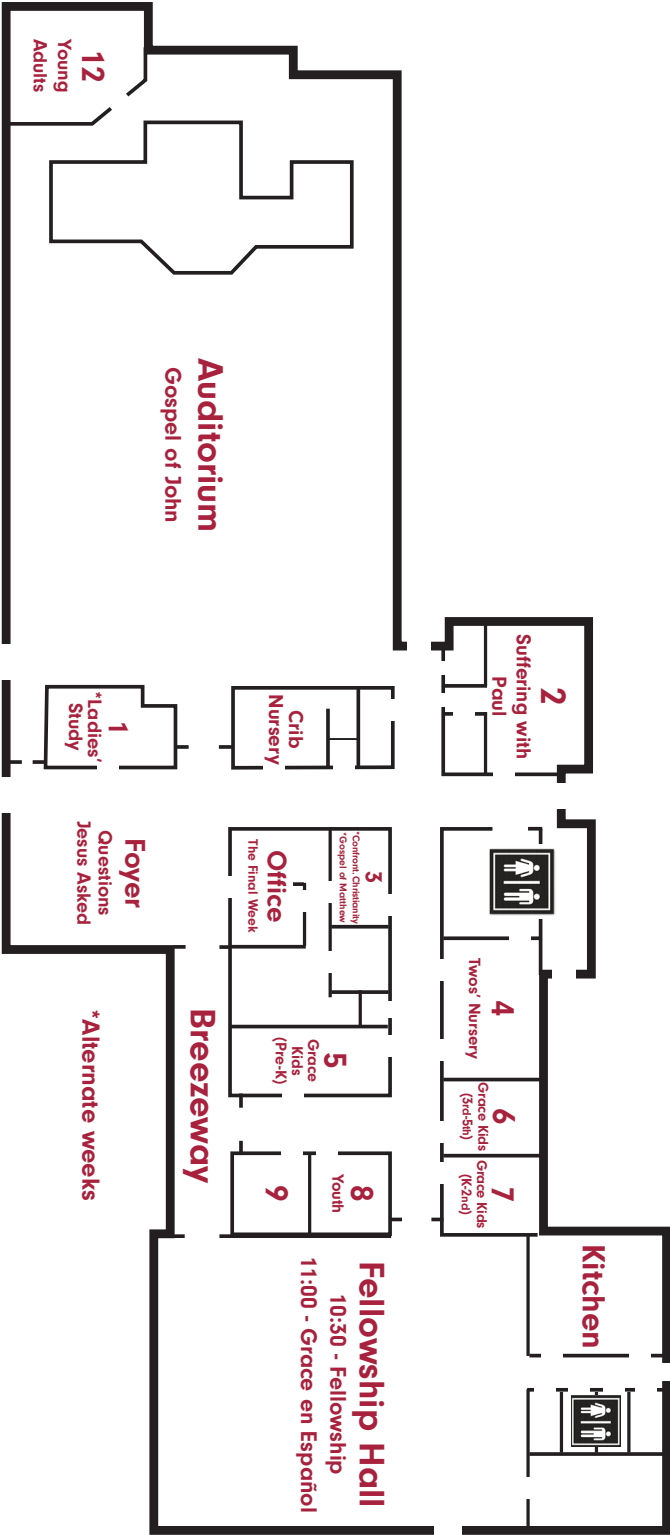 12
Young
Adults
Auditorium
Gospel of John
2
Suffering with
Paul
1
*Ladies'
Study
Crib
Nursery
Foyer
Questions
Jesus Asked
Office
The Final Week
3
*Confront. Christianity
*Gospel of Matthew
4
Twos' Nursery
5
Grace
Kids
(Pre-K)
6
Grace Kids
(3rd-5th)
7
Grace Kids
(K-2nd)
8
Youth
9
Breezeway
*Alternate weeks
Kitchen
Fellowship Hall
10:30 - Fellowship
11:00 - Grace en Español